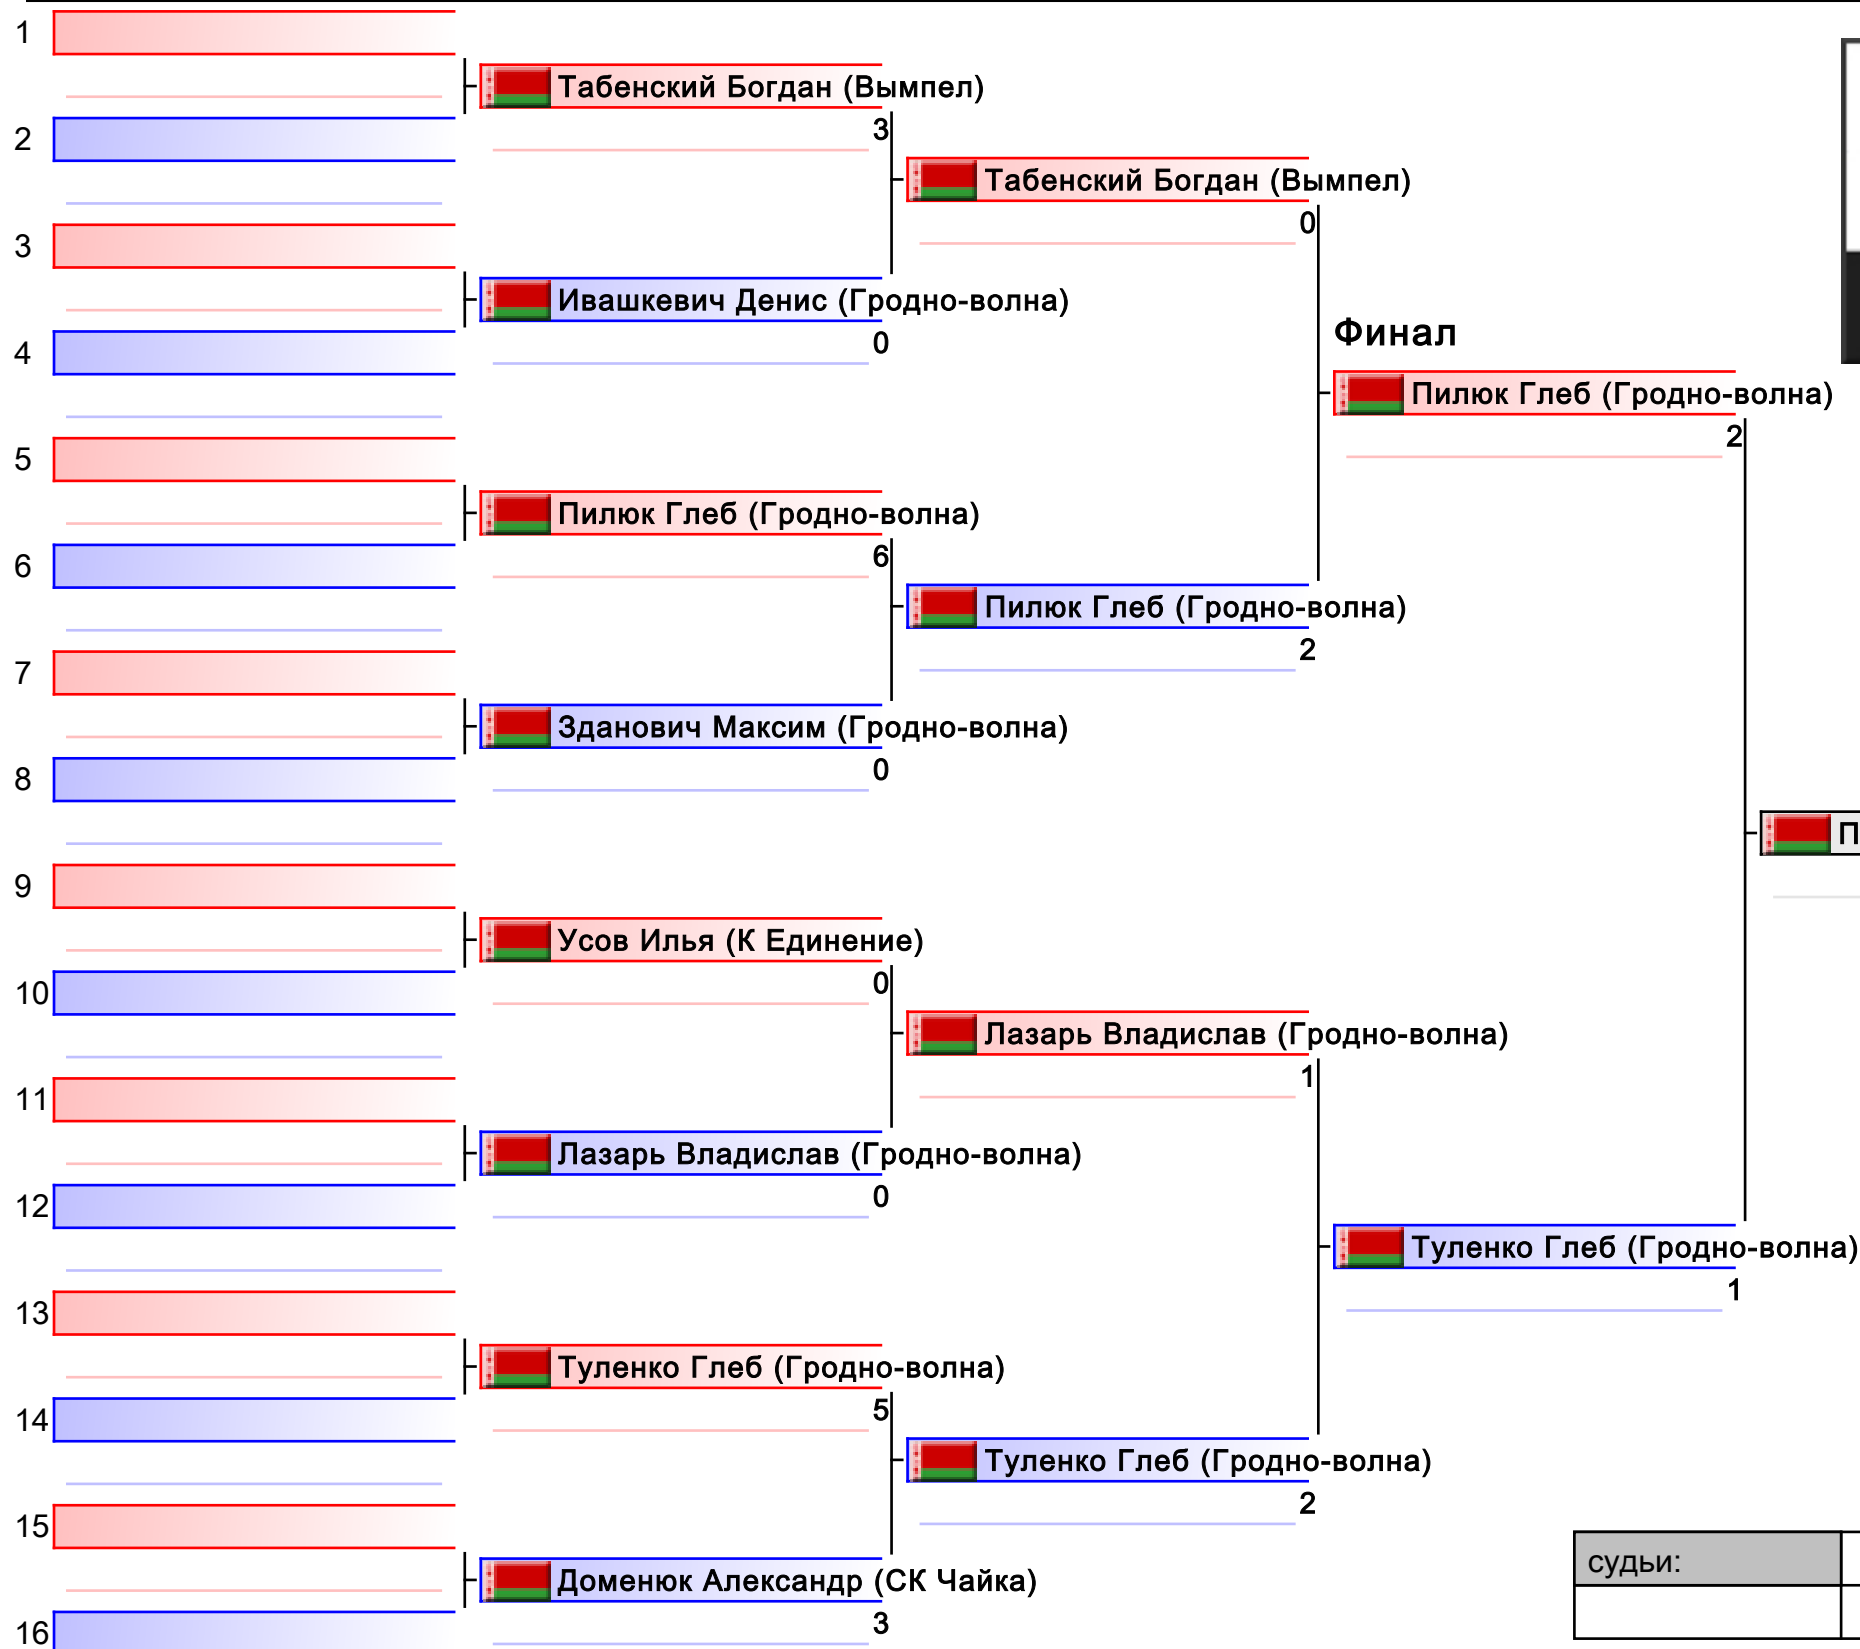 1
Табенский Богдан (Вымпел)
3
2
Табенский Богдан (Вымпел)
0
3
Ивашкевич Денис (Гродно-волна)
0
4
Финал
Пилюк Глеб (Гродно-волна)
2
5
Пилюк Глеб (Гродно-волна)
6
6
Пилюк Глеб (Гродно-волна)
2
7
Зданович Максим (Гродно-волна)
0
8
П
9
Усов Илья (К Единение)
0
10
Лазарь Владислав (Гродно-волна)
1
11
Лазарь Владислав (Гродно-волна)
0
12
Туленко Глеб (Гродно-волна)
1
13
Туленко Глеб (Гродно-волна)
5
14
Туленко Глеб (Гродно-волна)
2
15
судьи:
Доменюк Александр (СК Чайка)
3
16